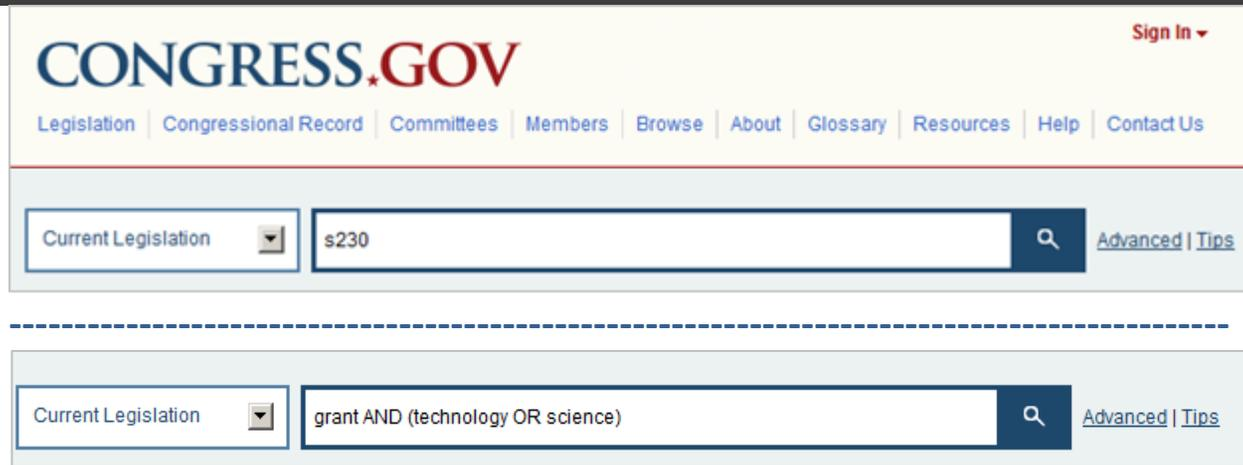 Sign In
CONGRESS.GOV
Legislation Congressional Record Committees Members Browse About Glossary Resources Help Contact Us
Current Legislation s230 Advanced | Tips
Current Legislation grant AND (technology OR science) Advanced | Tips